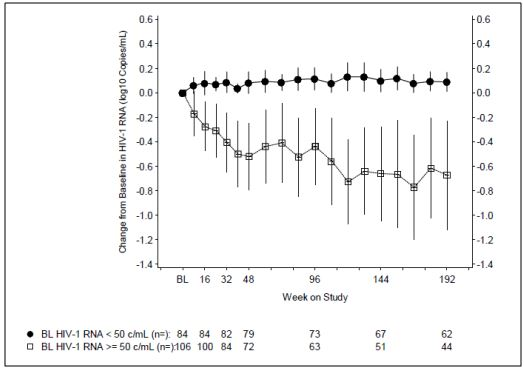 0.6 0.6
0.4 0.4
0.2 0.2
0.0 0.0
-0.2 -0.2
-0.4 -0.4
-0.6 -0.6
-0.8 -0.8
-1.0 -1.0
-1.2 -1.2
-1.4 -1.4
Change from Baseline in HIV-1 RNA (log10 Copies/mL)
BL 16 32 48 96 144 192
Week on Study
BL HIV-1 RNA < 50 c/mL (n=): 84 84 82 79 73 67 62
BL HIV-1 RNA >= 50 c/mL (n=):106 100 84 72 63 51 44